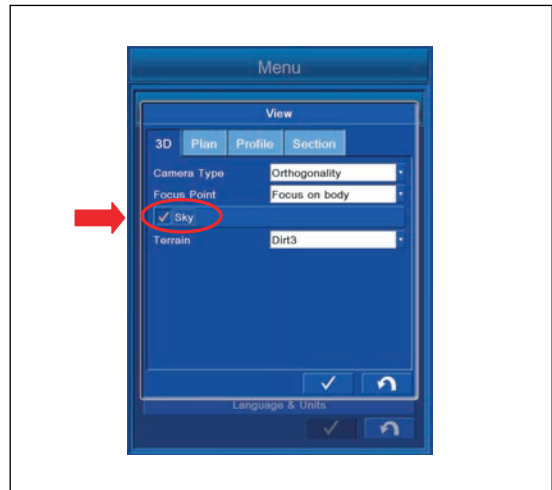 Menu
View
3D Plan Profile Section
Camera Type Orthogonality
Focus Point Focus on body
Sky
Terrain Dirt3
Language & Units